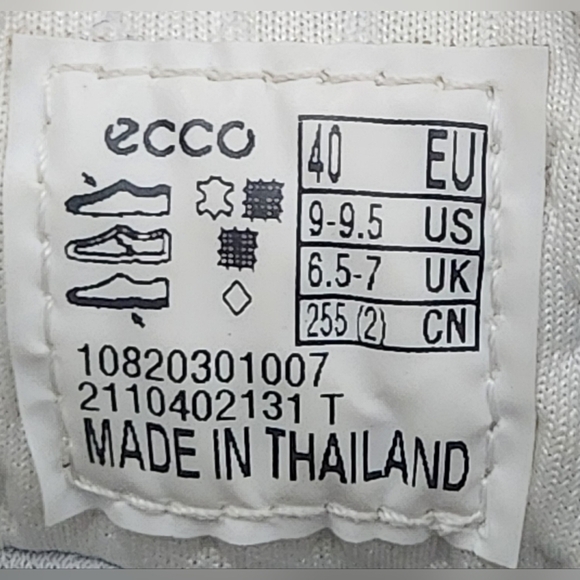 ecco
40 EU
9-9.5 US
6.5-7 UK
255 (2) CN
10820301007
2110402131 T
MADE IN THAILAND